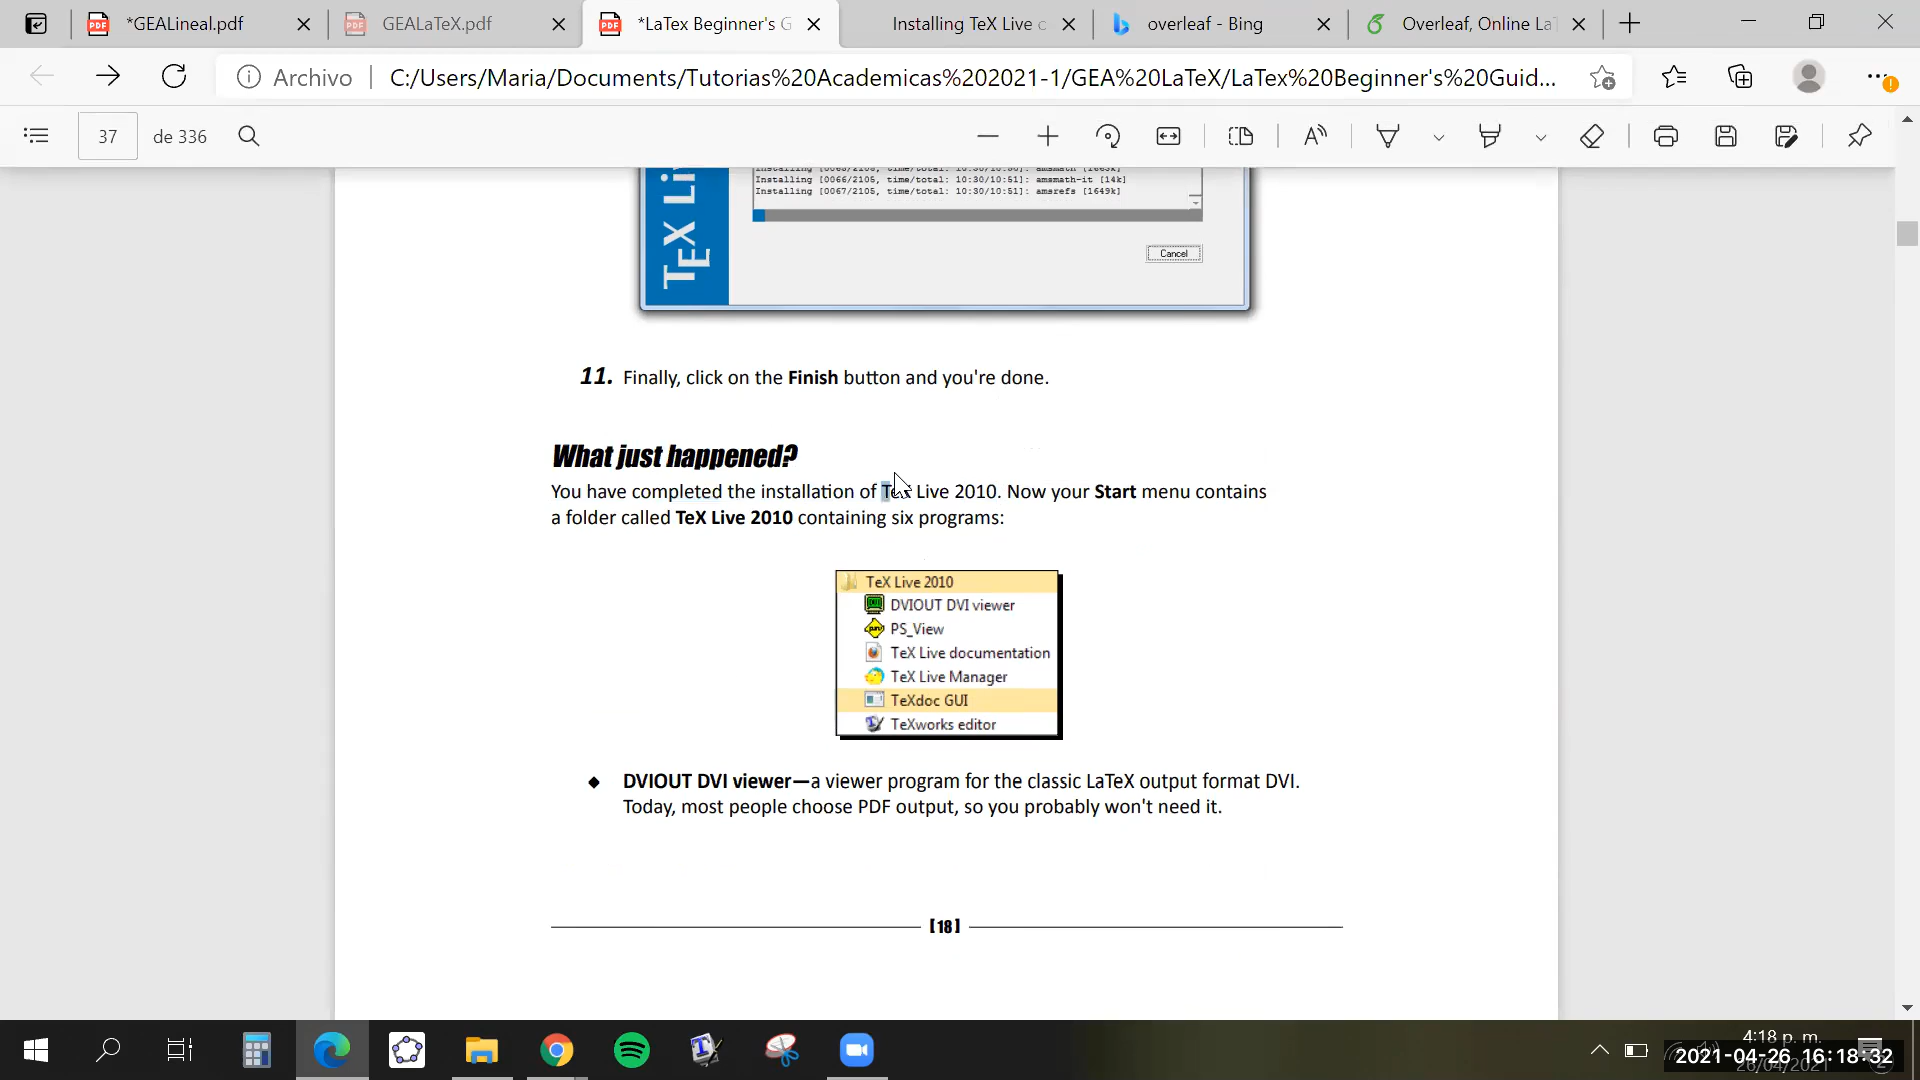 *GEALineal.pdf
GEALaTeX.pdf
*LaTex Beginner's G
Installing TeX Live c
overleaf - Bing
Overleaf, Online La
Archivo
C:/Users/Maria/Documents/Tutorias%20Academicas%202021-1/GEA%20LaTeX/LaTex%20Beginner's%20Guid...
37 de 336
Installing [0066/2105, time/total: 10:30/10:51]: amsmath-it [14k]
Installing [0067/2105, time/total: 10:30/10:51]: amsrefs [1649k]
TEX Li
Cancel
11. Finally, click on the Finish button and you're done.
What just happened?
You have completed the installation of TeX Live 2010. Now your Start menu contains
a folder called TeX Live 2010 containing six programs:
TeX Live 2010
DVIOUT DVI viewer
PS_View
TeX Live documentation
TeX Live Manager
TeXdoc GUI
TeXworks editor
◆ DVIOUT DVI viewer—a viewer program for the classic LaTeX output format DVI.
Today, most people choose PDF output, so you probably won't need it.
[18]
4:18 p. m.
2021-04-26 16:18:32
26/04/2021